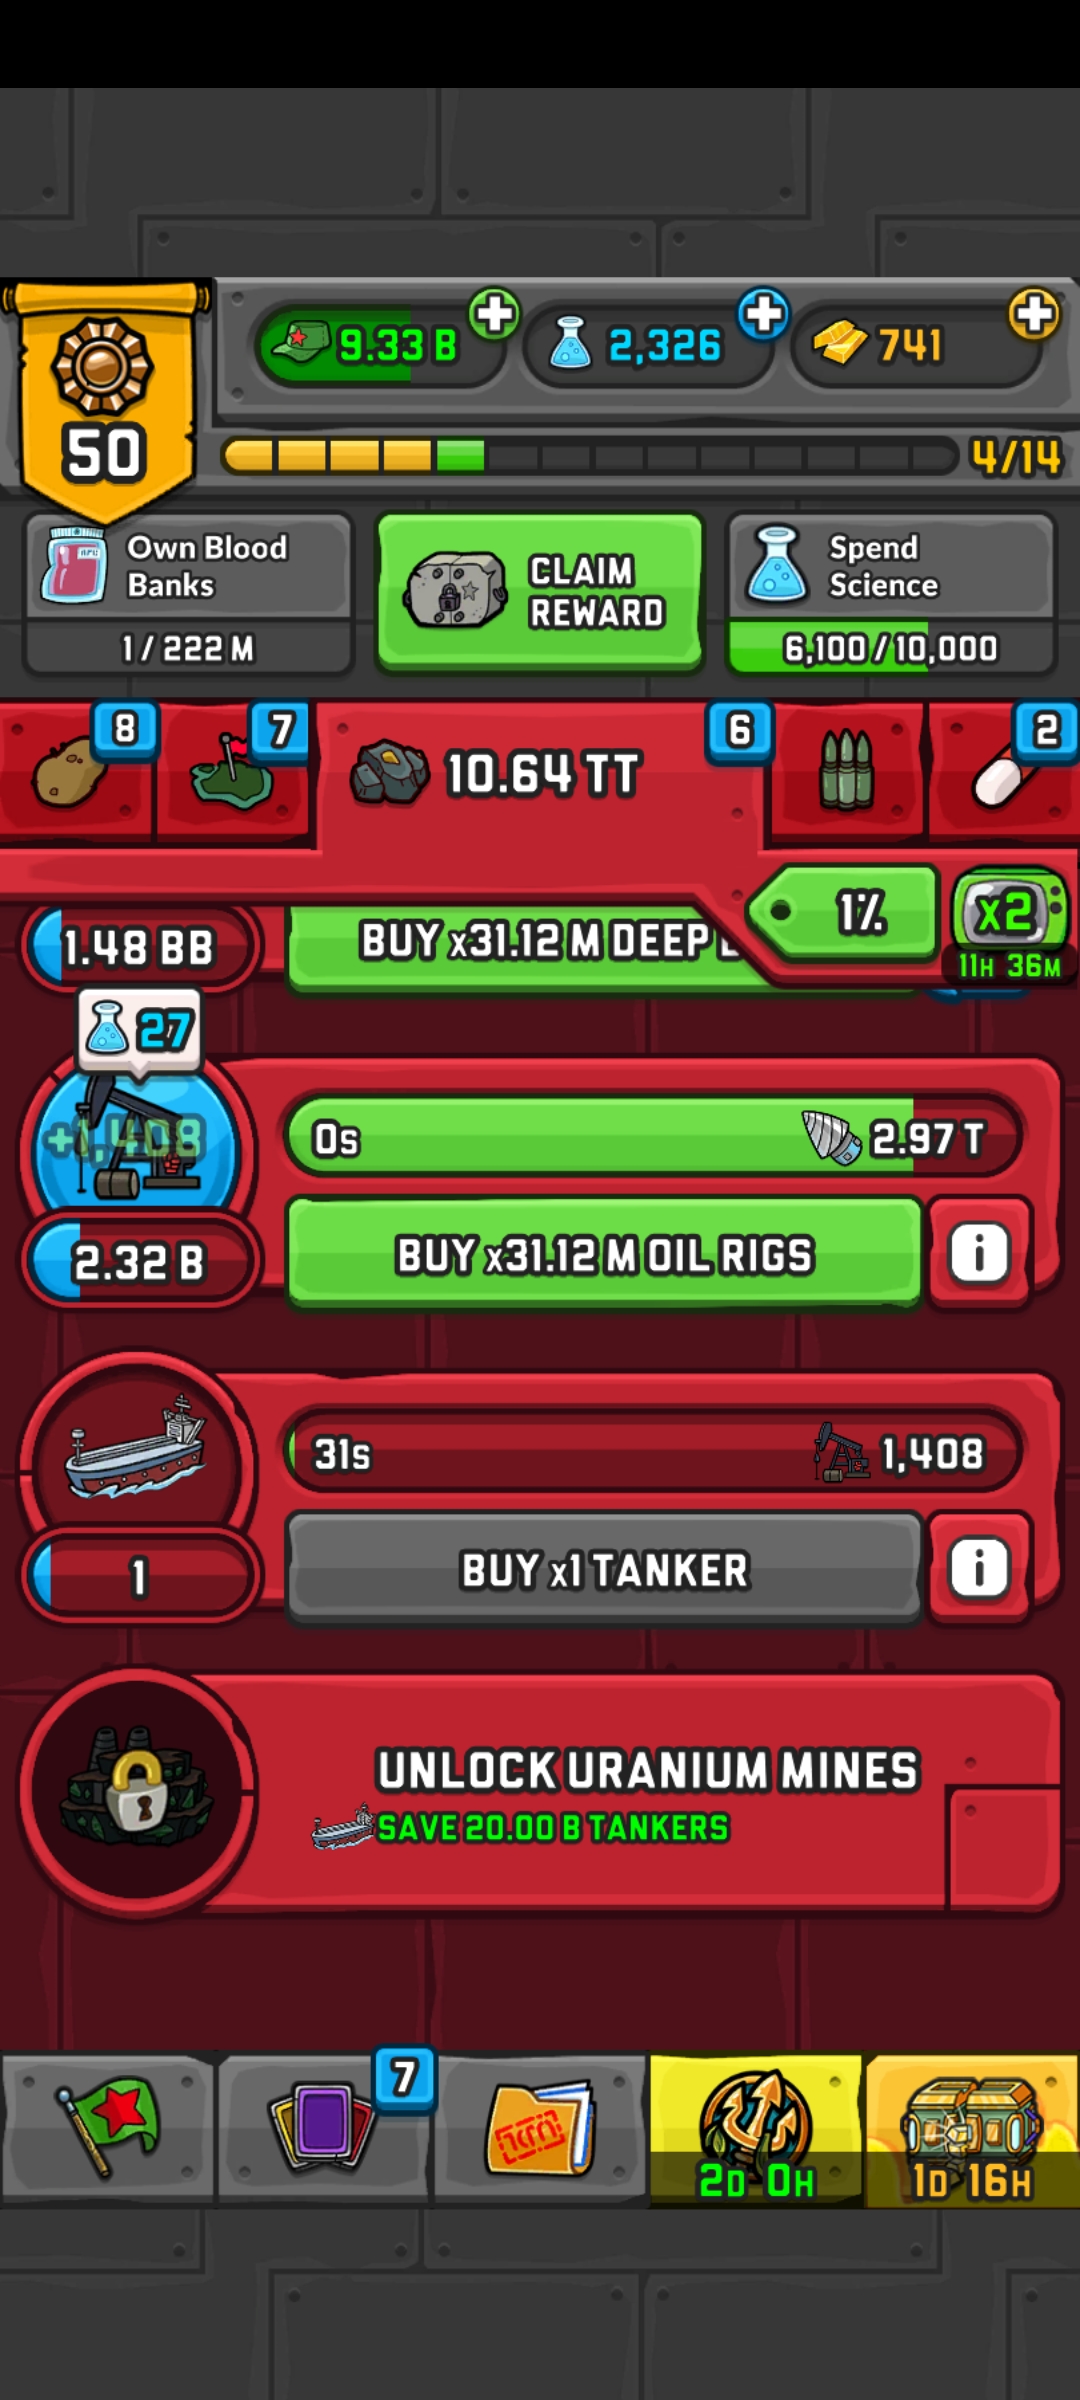 9.33 B
2,326
741
50
4/14
Own Blood
Banks
1 / 222 M
CLAIM
REWARD
Spend
Science
6,100 / 10,000
8
7
10.64 TT
6
2
1%
x2
11H 36M
1.48 BB
BUY x31.12 M DEEP
27
+1,408
0s
2.97 T
2.32 B
BUY x31.12 M OIL RIGS
i
31s
1,408
1
BUY x1 TANKER
i
UNLOCK URANIUM MINES
SAVE 20.00 B TANKERS
7
2D 0H
1D 16H